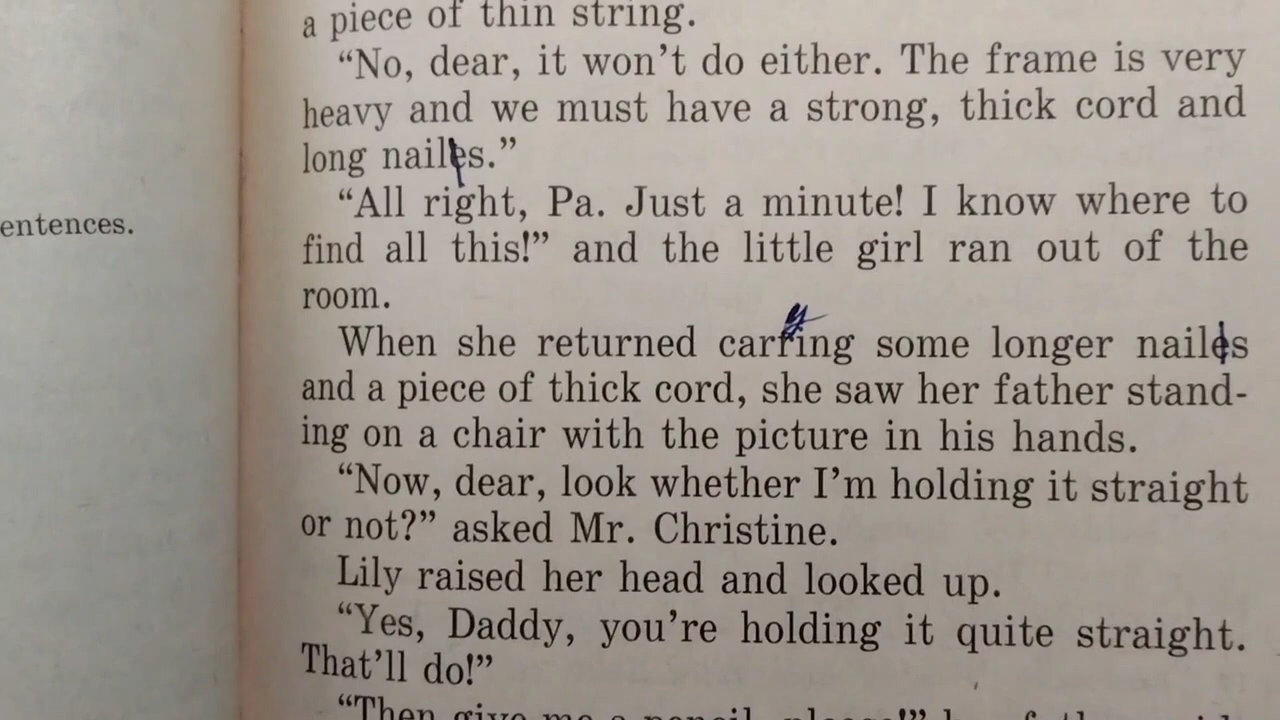 a piece of thin string.
“No, dear, it won’t do either. The frame is very
heavy and we must have a strong, thick cord and
long nailes.”
“All right, Pa. Just a minute! I know where to
entences.
find all this!” and the little girl ran out of the
room.
y
When she returned carring some longer nailes
and a piece of thick cord, she saw her father stand-
ing on a chair with the picture in his hands.
“Now, dear, look whether I’m holding it straight
or not?” asked Mr. Christine.
Lily raised her head and looked up.
“Yes, Daddy, you’re holding it quite straight.
That’ll do!”
“Then give me a pencil, please!”